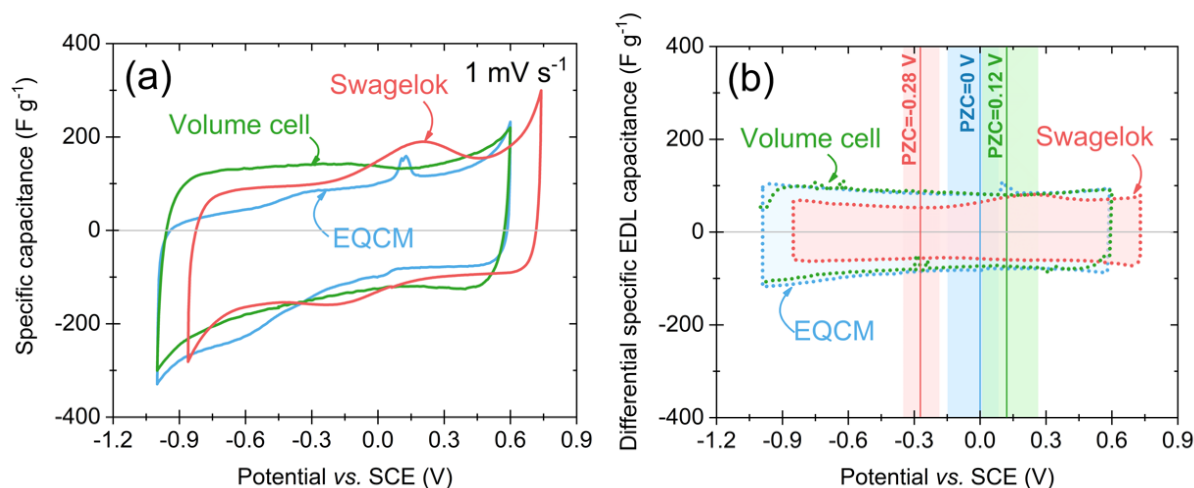 (a)
1 mV s⁻¹
Swagelok
Volume cell
EQCM
Specific capacitance (F g⁻¹)
400
200
0
-200
-400
-1.2 -0.9 -0.6 -0.3 0.0 0.3 0.6 0.9
Potential vs. SCE (V)
(b)
PZC=-0.28 V
PZC=0 V
PZC=0.12 V
Volume cell
Swagelok
EQCM
Differential specific EDL capacitance (F g⁻¹)
400
200
0
-200
-400
-1.2 -0.9 -0.6 -0.3 0.0 0.3 0.6 0.9
Potential vs. SCE (V)